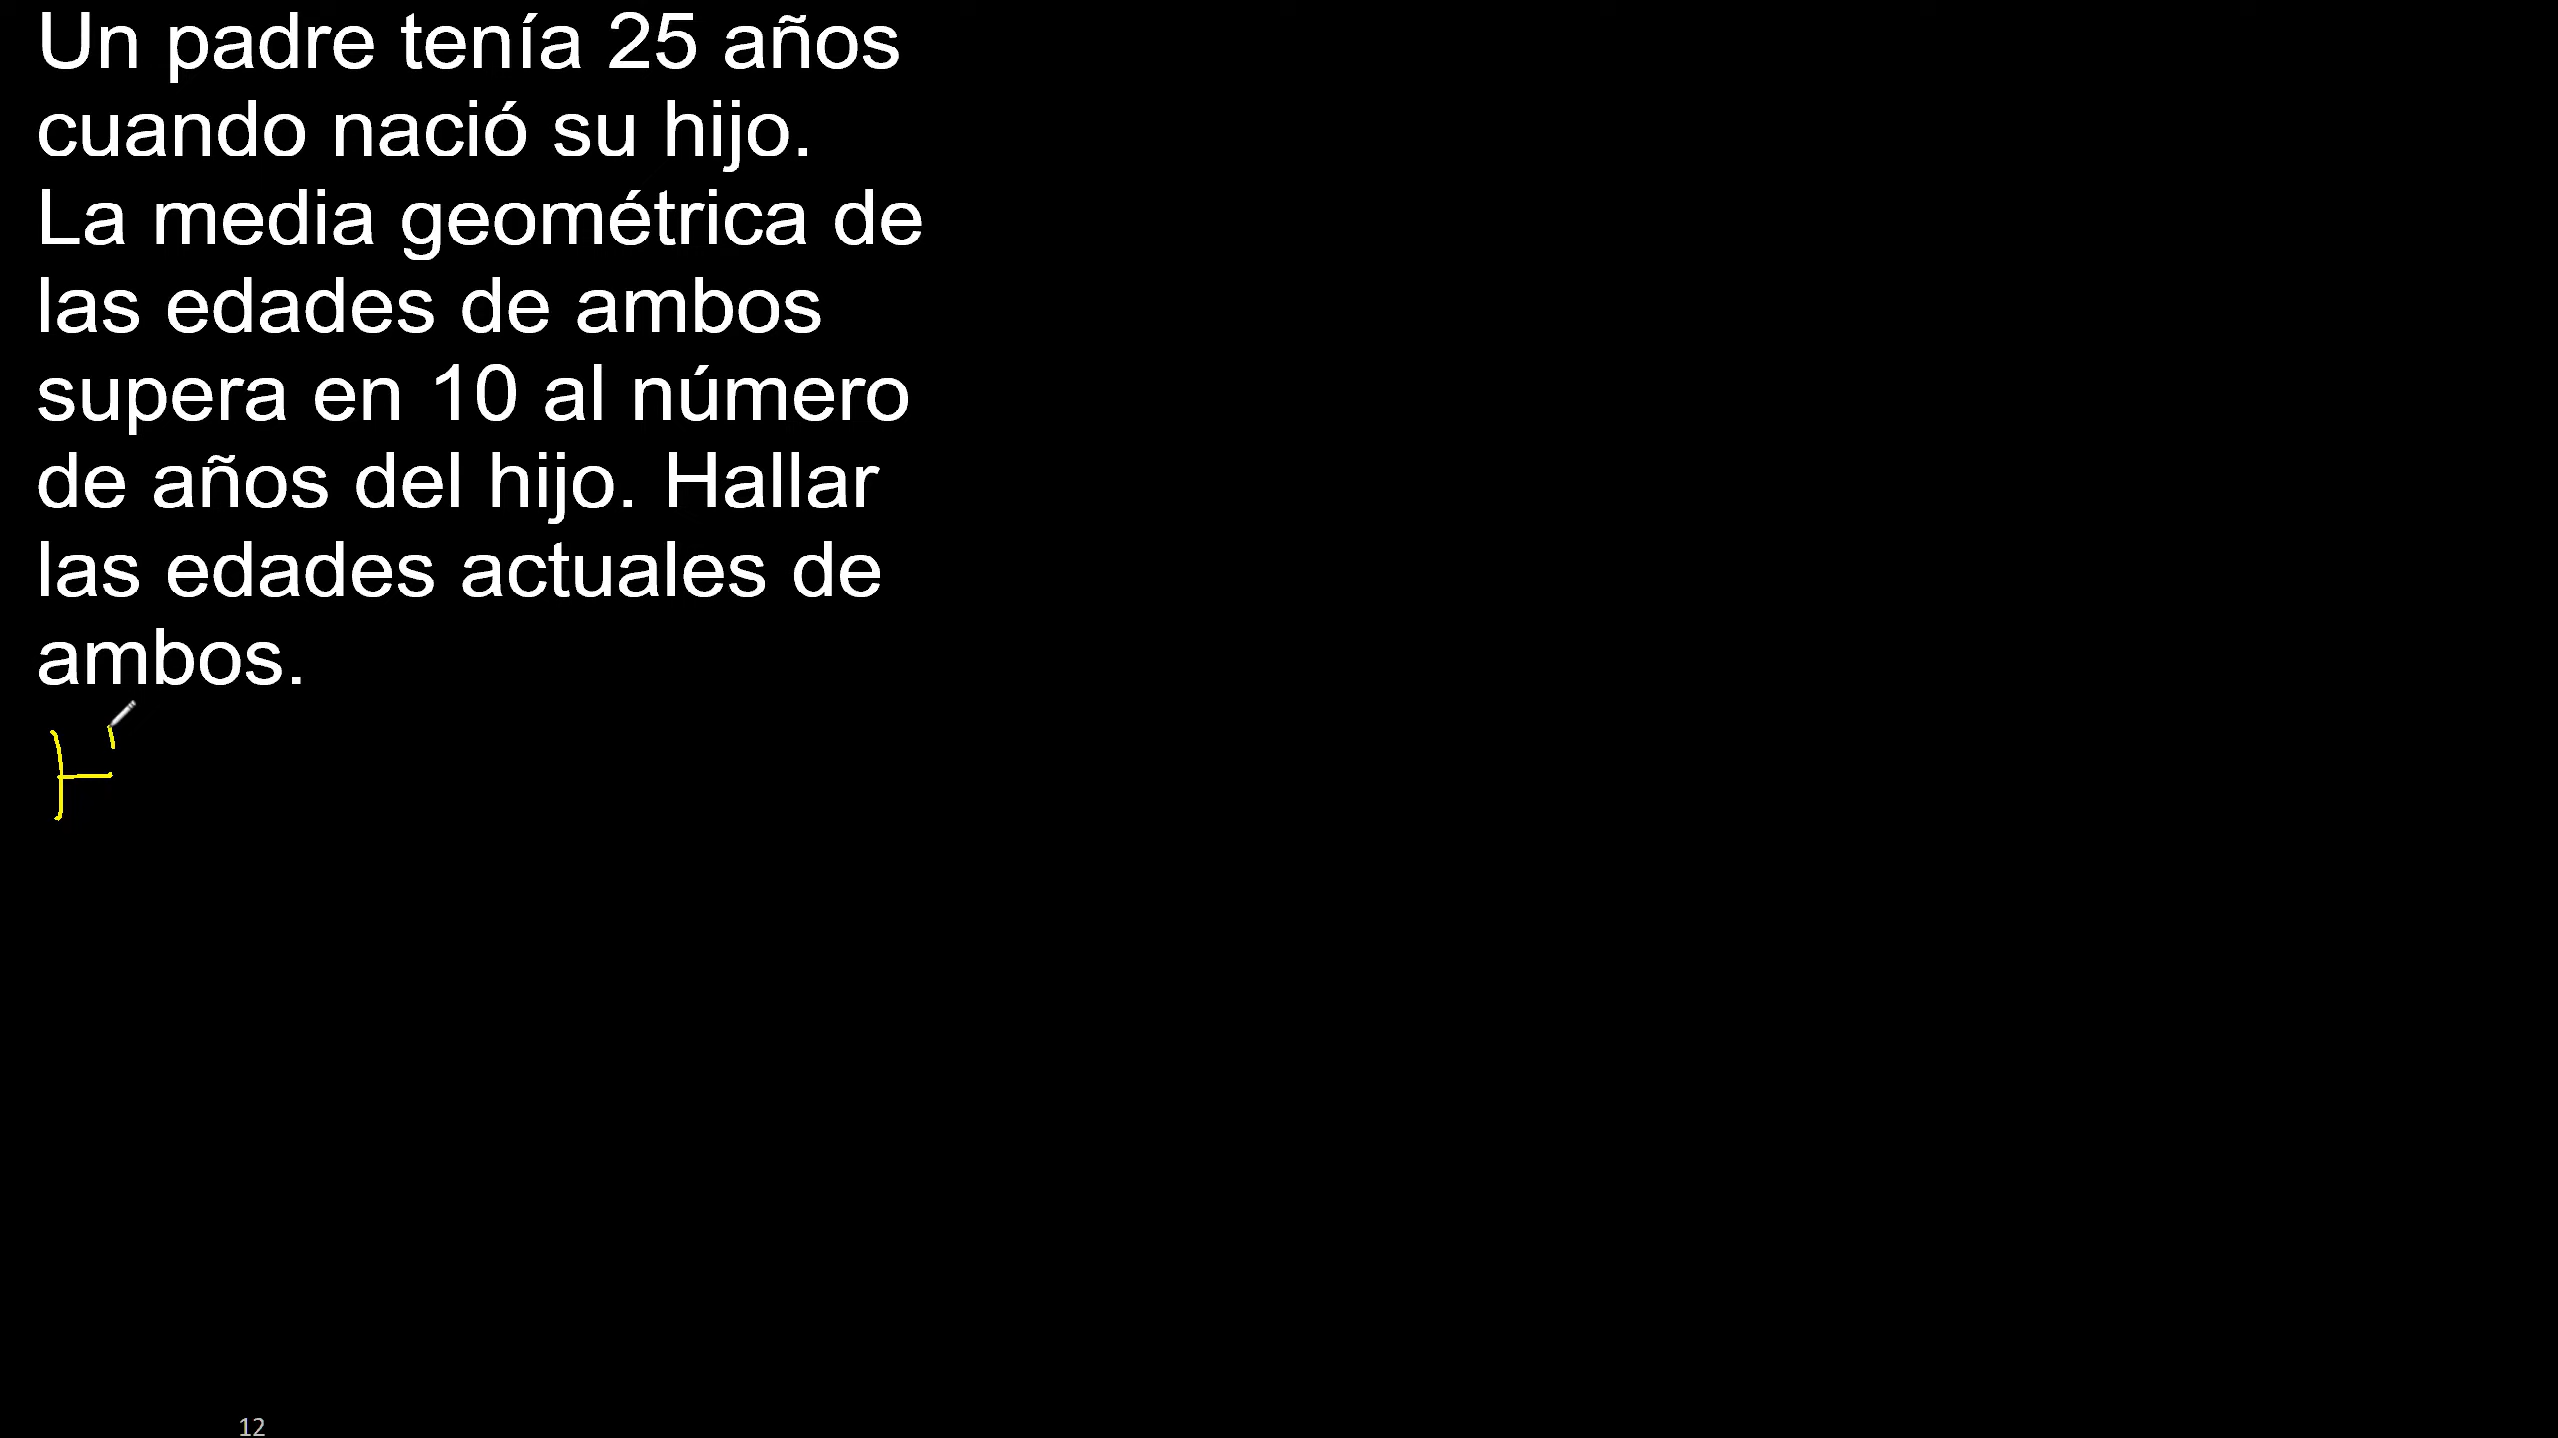 Un padre tenía 25 años
cuando nació su hijo.
La media geométrica de
las edades de ambos
supera en 10 al número
de años del hijo. Hallar
las edades actuales de
ambos.
12